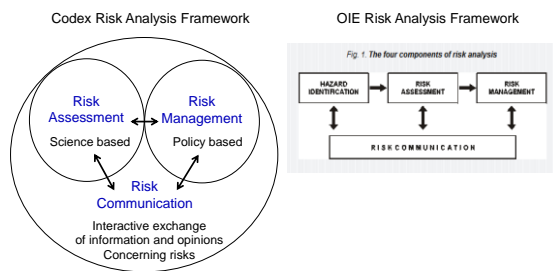 Codex Risk Analysis Framework
Risk
Assessment
Science based
Risk
Management
Policy based
Risk
Communication
Interactive exchange
of information and opinions
Concerning risks
OIE Risk Analysis Framework
Fig. 1. The four components of risk analysis
HAZARD
IDENTIFICATION
RISK
ASSESSMENT
RISK
MANAGEMENT
RISK COMMUNICATION